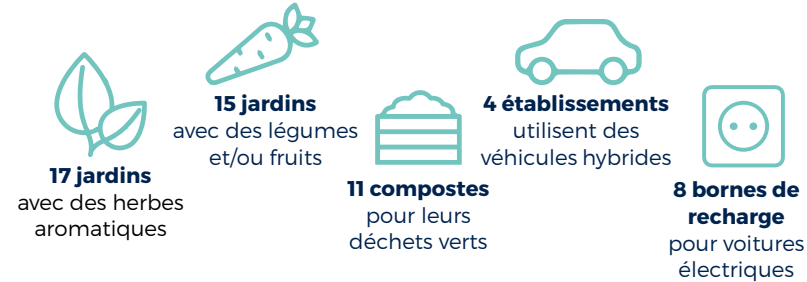 17 jardins
avec des herbes
aromatiques
15 jardins
avec des légumes
et/ou fruits
11 compostes
pour leurs
déchets verts
4 établissements
utilisent des
véhicules hybrides
8 bornes de
recharge
pour voitures
électriques